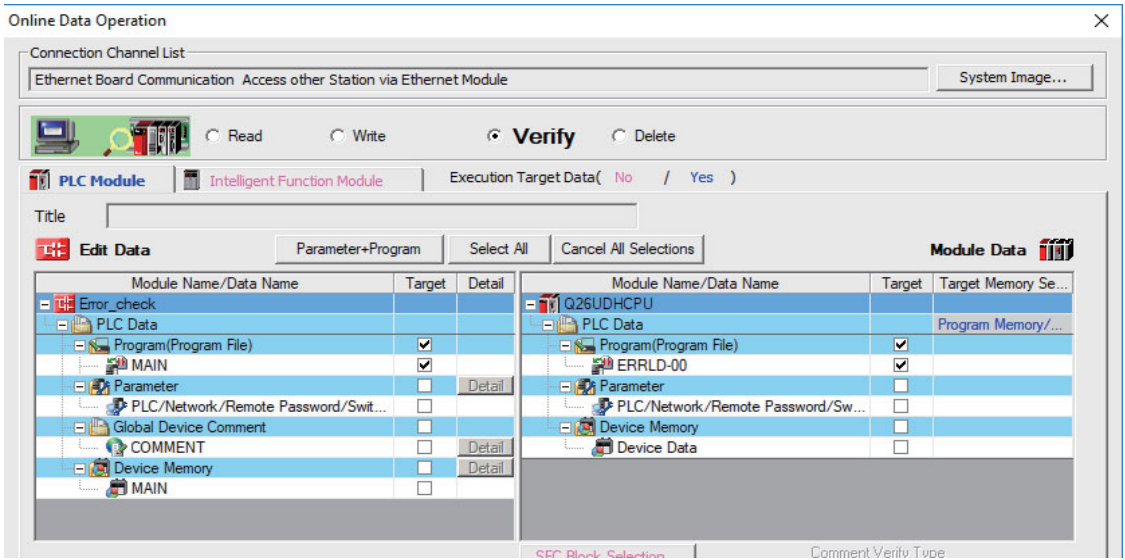 Online Data Operation
Connection Channel List
Ethernet Board Communication Access other Station via Ethernet Module
System Image...
Read Write Verify Delete
PLC Module Intelligent Function Module Execution Target Data( No / Yes )
Title
Edit Data Parameter+Program Select All Cancel All Selections Module Data
Module Name/Data Name Target Detail Module Name/Data Name Target Target Memory Se...
Error_check Q26UDHCPU
PLC Data PLC Data Program Memory/...
Program(Program File) Program(Program File)
MAIN ERRLD-00
Parameter Detail Parameter
PLC/Network/Remote Password/Swit... PLC/Network/Remote Password/Sw...
Global Device Comment Device Memory
COMMENT Detail Device Data
Device Memory Detail
MAIN
SFC Block Selection Comment Verify Type